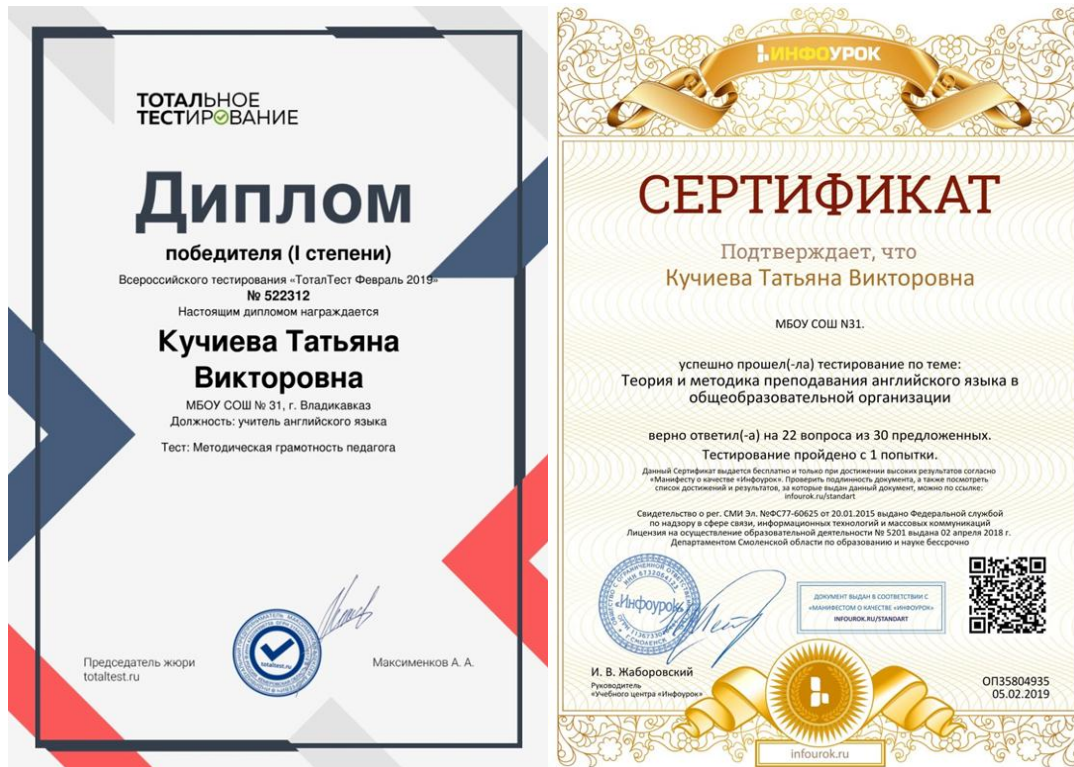 ТОТАЛЬНОЕ
ТЕСТИРОВАНИЕ
Диплом
победителя (I степени)
Всероссийского тестирования «ТоталТест Февраль 2019»
№ 522312
Настоящим дипломом награждается
Кучиева Татьяна
Викторовна
МБОУ СОШ № 31, г. Владикавказ
Должность: учитель английского языка
Тест: Методическая грамотность педагога
totaltest.ru
Председатель жюри
totaltest.ru
Максименков А. А.
ИНФОУРОК
СЕРТИФИКАТ
Подтверждает, что
Кучиева Татьяна Викторовна
МБОУ СОШ N31.
успешно прошел(-ла) тестирование по теме:
Теория и методика преподавания английского языка в
общеобразовательной организации
верно ответил(-а) на 22 вопроса из 30 предложенных.
Тестирование пройдено с 1 попытки.
Данный Сертификат выдается бесплатно и только при достижении высоких результатов согласно
«Манифесту о качестве «Инфоурок». Проверить подлинность документа, а также посмотреть
список достижений и результатов, за которые выдан данный документ, можно по ссылке:
infourok.ru/standart
Свидетельство о рег. СМИ Эл. №ФС77-60625 от 20.01.2015 выдано Федеральной службой
по надзору в сфере связи, информационных технологий и массовых коммуникаций
Лицензия на осуществление образовательной деятельности № 5201 выдана 02 апреля 2018 г.
Департаментом Смоленской области по образованию и науке бессрочно
«Инфоурок»
ДОКУМЕНТ ВЫДАН В СООТВЕТСТВИИ С
«МАНИФЕСТОМ О КАЧЕСТВЕ «ИНФОУРОК»
INFOUROK.RU/STANDART
И. В. Жаборовский
Руководитель
«Учебного центра «Инфоурок»
ОП35804935
05.02.2019
infourok.ru